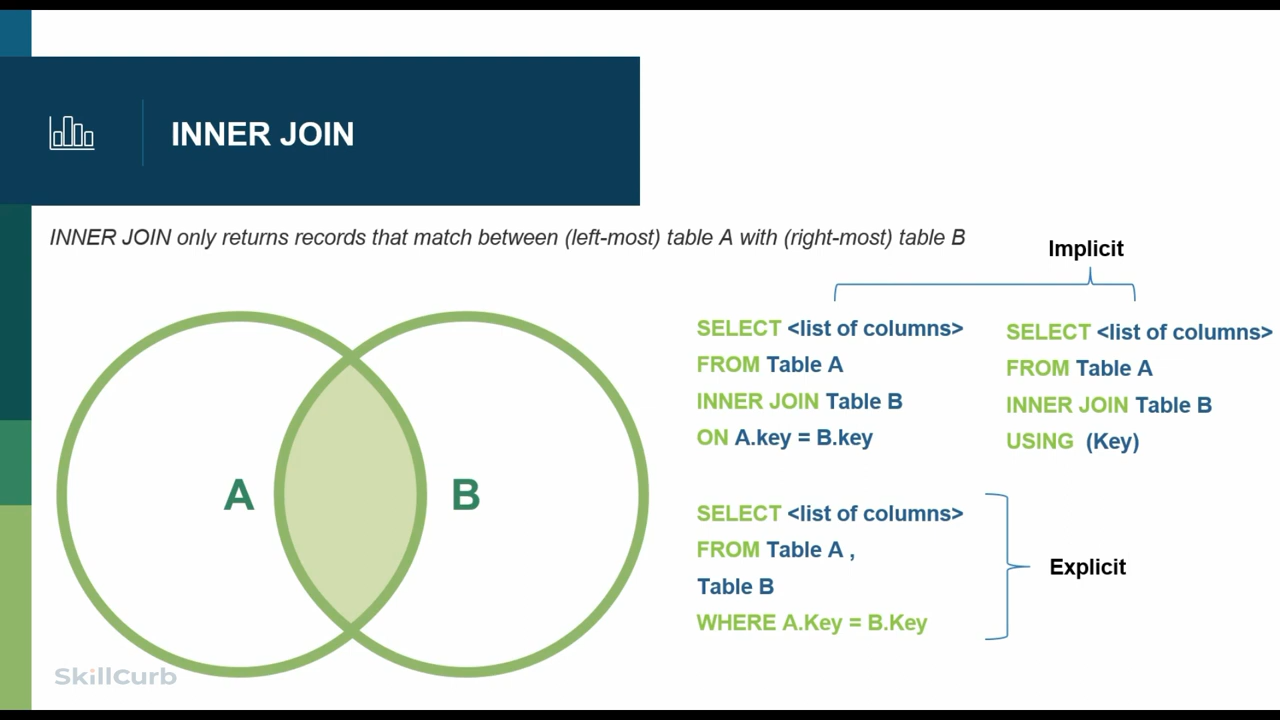 INNER JOIN
INNER JOIN only returns records that match between (left-most) table A with (right-most) table B
Implicit
SELECT <list of columns>
FROM Table A
INNER JOIN Table B
ON A.key = B.key
SELECT <list of columns>
FROM Table A
INNER JOIN Table B
USING (Key)
A
B
SELECT <list of columns>
FROM Table A ,
Table B
WHERE A.Key = B.Key
Explicit
SkillCurb